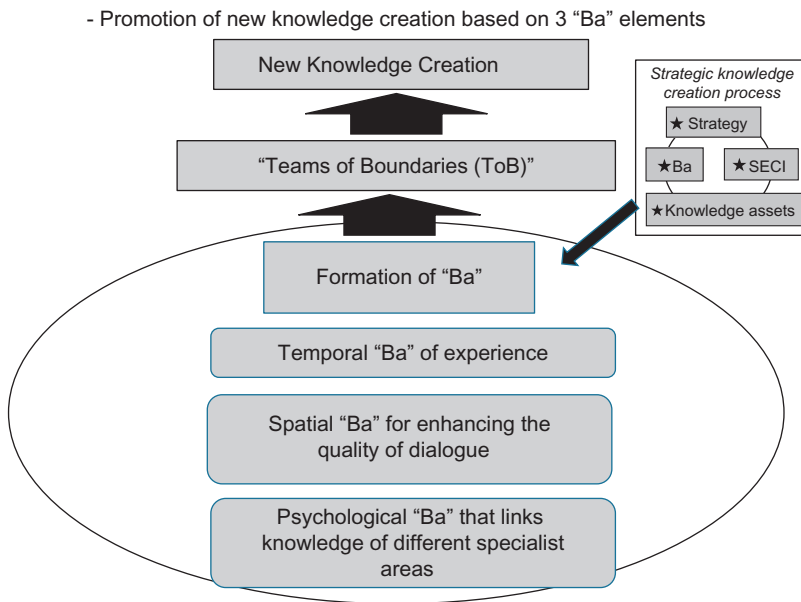 - Promotion of new knowledge creation based on 3 “Ba” elements
New Knowledge Creation
Strategic knowledge
creation process
★ Strategy
★Ba
★SECI
★Knowledge assets
“Teams of Boundaries (ToB)”
Formation of “Ba”
Temporal “Ba” of experience
Spatial “Ba” for enhancing the
quality of dialogue
Psychological “Ba” that links
knowledge of different specialist
areas